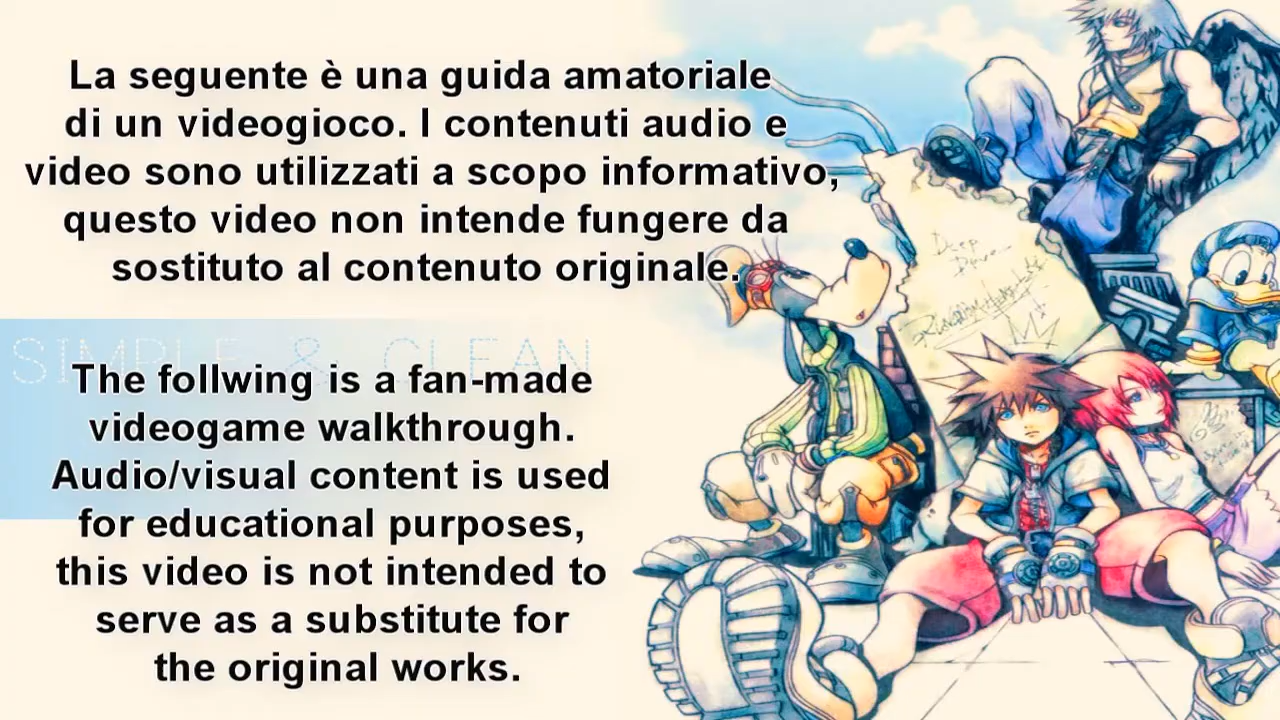 La seguente è una guida amatoriale
di un videogioco. I contenuti audio e
video sono utilizzati a scopo informativo,
questo video non intende fungere da
sostituto al contenuto originale.
SIMPLE & CLEAN
The follwing is a fan-made
videogame walkthrough.
Audio/visual content is used
for educational purposes,
this video is not intended to
serve as a substitute for
the original works.